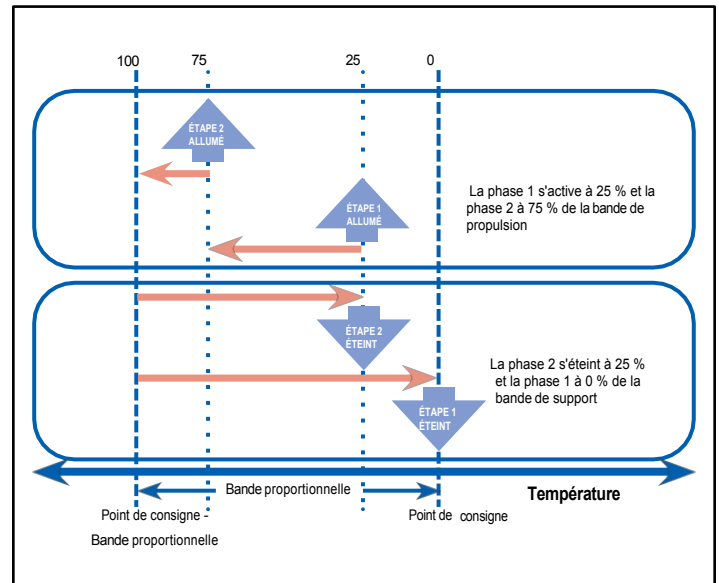 100 75 25 0
ÉTAPE 2
ALLUMÉ
ÉTAPE 1
ALLUMÉ
La phase 1 s'active à 25 % et la
phase 2 à 75 % de la bande de
propulsion
ÉTAPE 2
ÉTEINT
La phase 2 s'éteint à 25 %
et la phase 1 à 0 % de la
bande de support
ÉTAPE 1
ÉTEINT
Bande proportionnelle
Température
Point de consigne -
Bande proportionnelle
Point de consigne